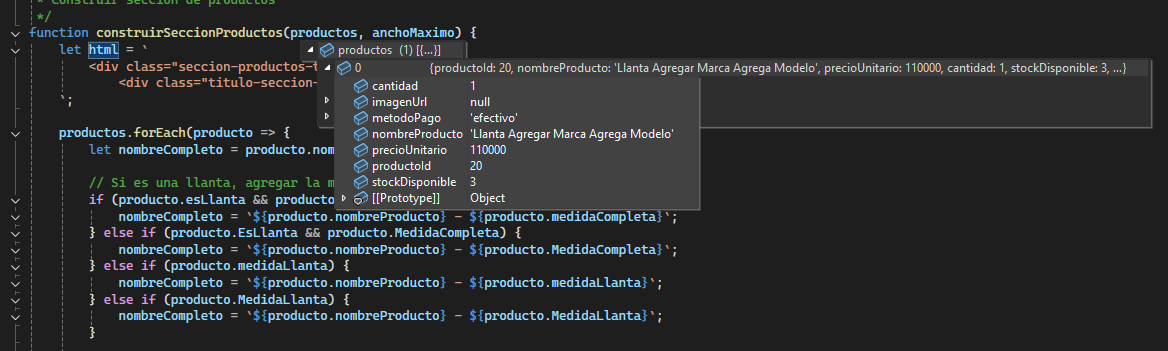 * Construir sección de productos
*/
function construirSeccionProductos(productos, anchoMaximo) {
let html = `
productos (1) [{...}]
<div class="seccion-productos-t
0 {productoId: 20, nombreProducto: 'Llanta Agregar Marca Agrega Modelo', precioUnitario: 110000, cantidad: 1, stockDisponible: 3, ...}
<div class="titulo-seccion
cantidad 1
`;
imagenUrl null
metodoPago 'efectivo'
productos.forEach(producto => {
nombreProducto 'Llanta Agregar Marca Agrega Modelo'
let nombreCompleto = producto.nom
precioUnitario 110000
productoId 20
// Si es una llanta, agregar la m
stockDisponible 3
if (producto.esLlanta && producto
[[Prototype]] Object
nombreCompleto = `${producto.nombreProducto} - ${producto.medidaCompleta}`;
} else if (producto.EsLlanta && producto.MedidaCompleta) {
nombreCompleto = `${producto.nombreProducto} - ${producto.MedidaCompleta}`;
} else if (producto.medidaLlanta) {
nombreCompleto = `${producto.nombreProducto} - ${producto.medidaLlanta}`;
} else if (producto.MedidaLlanta) {
nombreCompleto = `${producto.nombreProducto} - ${producto.MedidaLlanta}`;
}